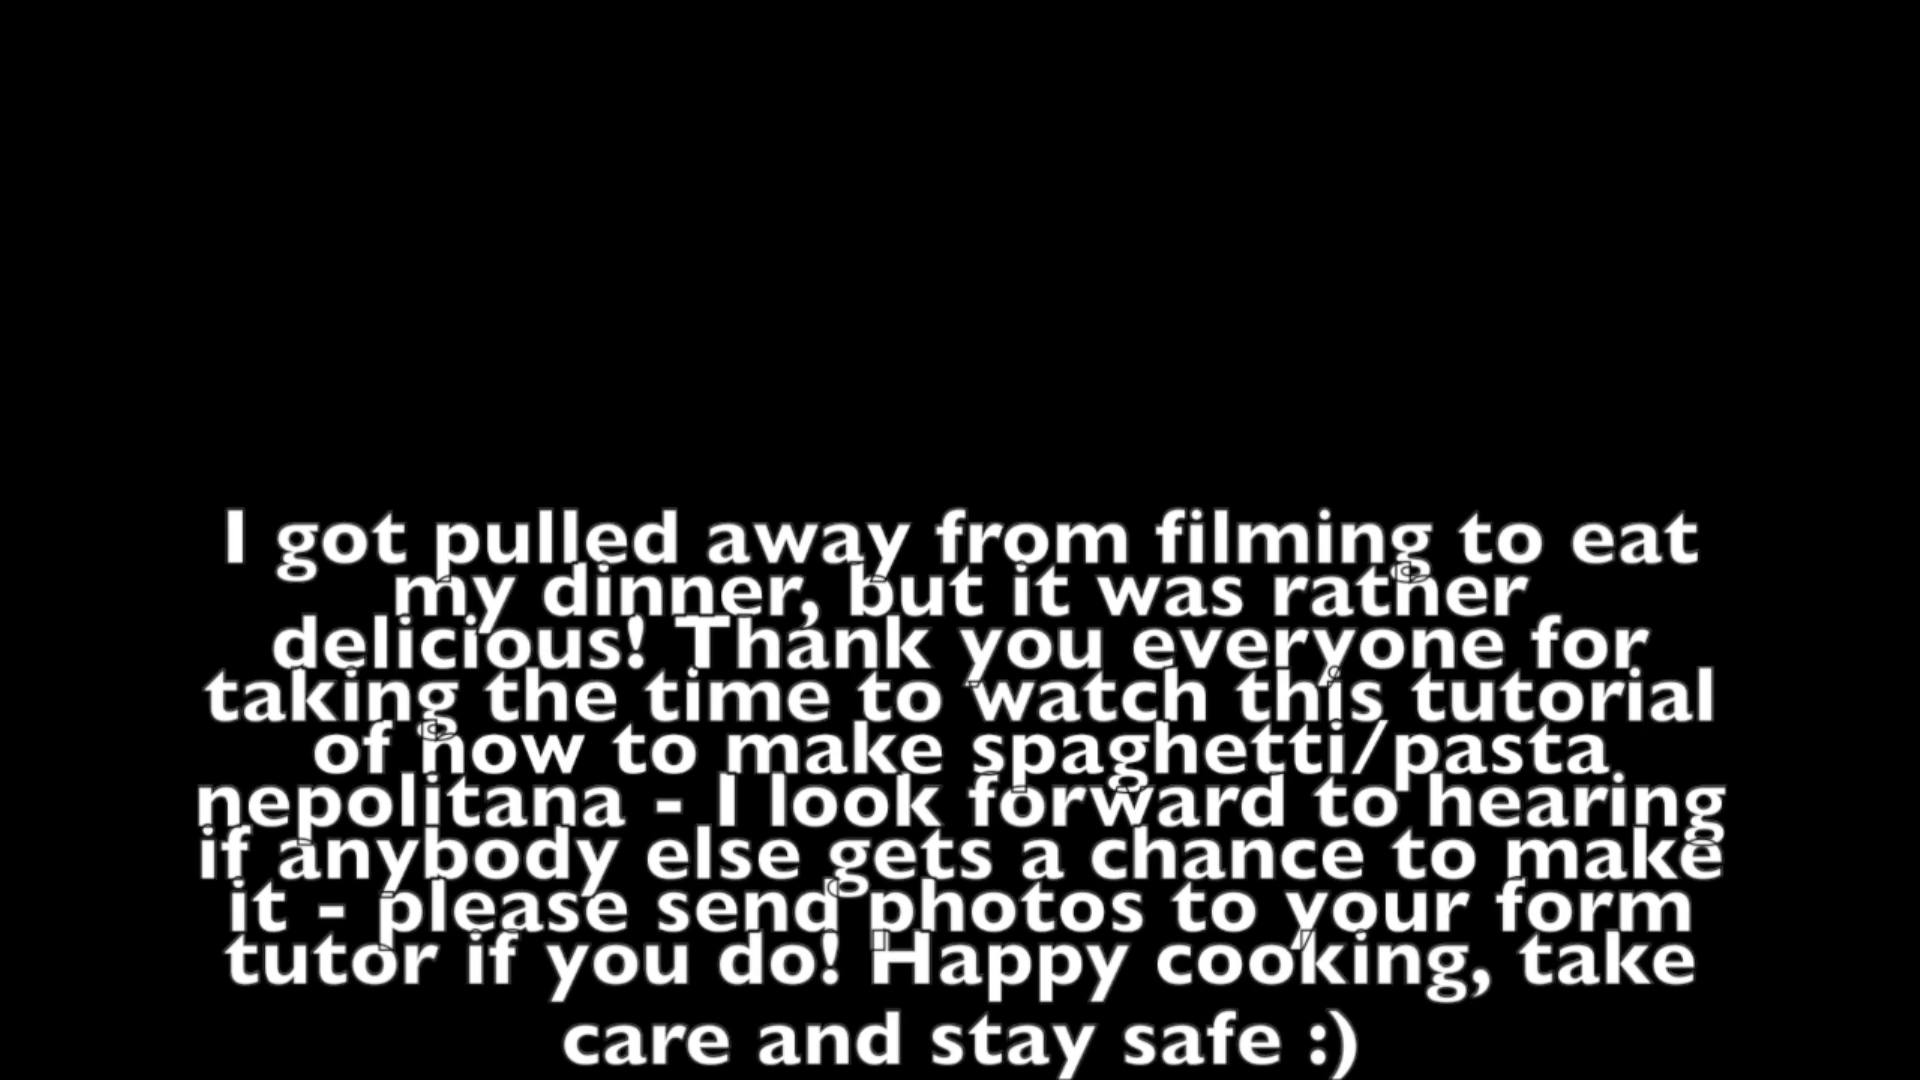 I got pulled away from filming to eat
my dinner, but it was rather
delicious! Thank you everyone for
taking the time to watch this tutorial
of how to make spaghetti/pasta
nepolitana - I look forward to hearing
if anybody else gets a chance to make
it - please send photos to your form
tutor if you do! Happy cooking, take
care and stay safe :)